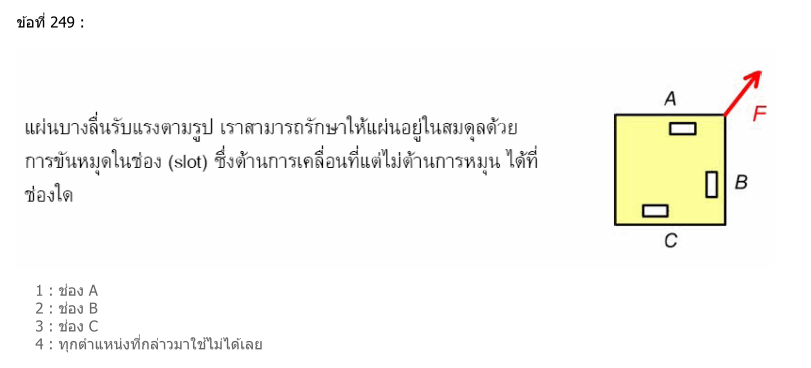 ข้อที่ 249 :
แผ่นบางลื่นรับแรงตามรูป เราสามารถรักษาให้แผ่นอยู่ในสมดุลด้วย
การขันหมุดในช่อง (slot) ซึ่งต้านการเคลื่อนที่แต่ไม่ต้านการหมุน ได้ที่
ช่องใด
A
F
B
C
1 : ช่อง A
2 : ช่อง B
3 : ช่อง C
4 : ทุกตำแหน่งที่กล่าวมาใช้ไม่ได้เลย